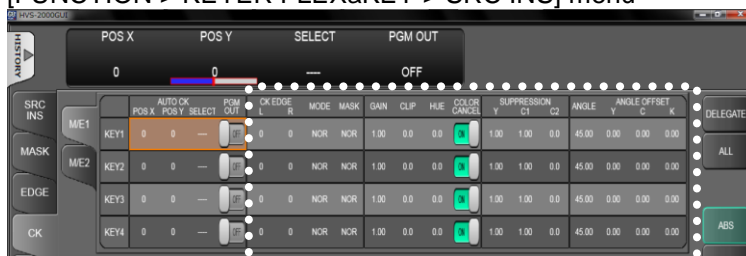 [FUNCTION > KEYER FLEXaKEY > SRC INS] menu
HVS-2000GUI
HISTORY
POS X POS Y SELECT PGM OUT
0 0 ---- OFF
SRC INS
MASK
EDGE
CK
M/E1
M/E2
AUTO CK CK EDGE SUPPRESSION ANGLE OFFSET
POS X POS Y SELECT PGM OUT L R MODE MASK GAIN CLIP HUE COLOR CANCEL Y C1 C2 ANGLE Y C K
KEY1 0 0 ---- OFF 0 0 NOR NOR 1.00 0.0 0.0 ON 1.00 1.00 0.0 45.00 0.00 0.00 0.00
KEY2 0 0 ---- OFF 0 0 NOR NOR 1.00 0.0 0.0 ON 1.00 1.00 0.0 45.00 0.00 0.00 0.00
KEY3 0 0 ---- OFF 0 0 NOR NOR 1.00 0.0 0.0 ON 1.00 1.00 0.0 45.00 0.00 0.00 0.00
KEY4 0 0 ---- OFF 0 0 NOR NOR 1.00 0.0 0.0 ON 1.00 1.00 0.0 45.00 0.00 0.00 0.00
DELEGATE
ALL
ABS